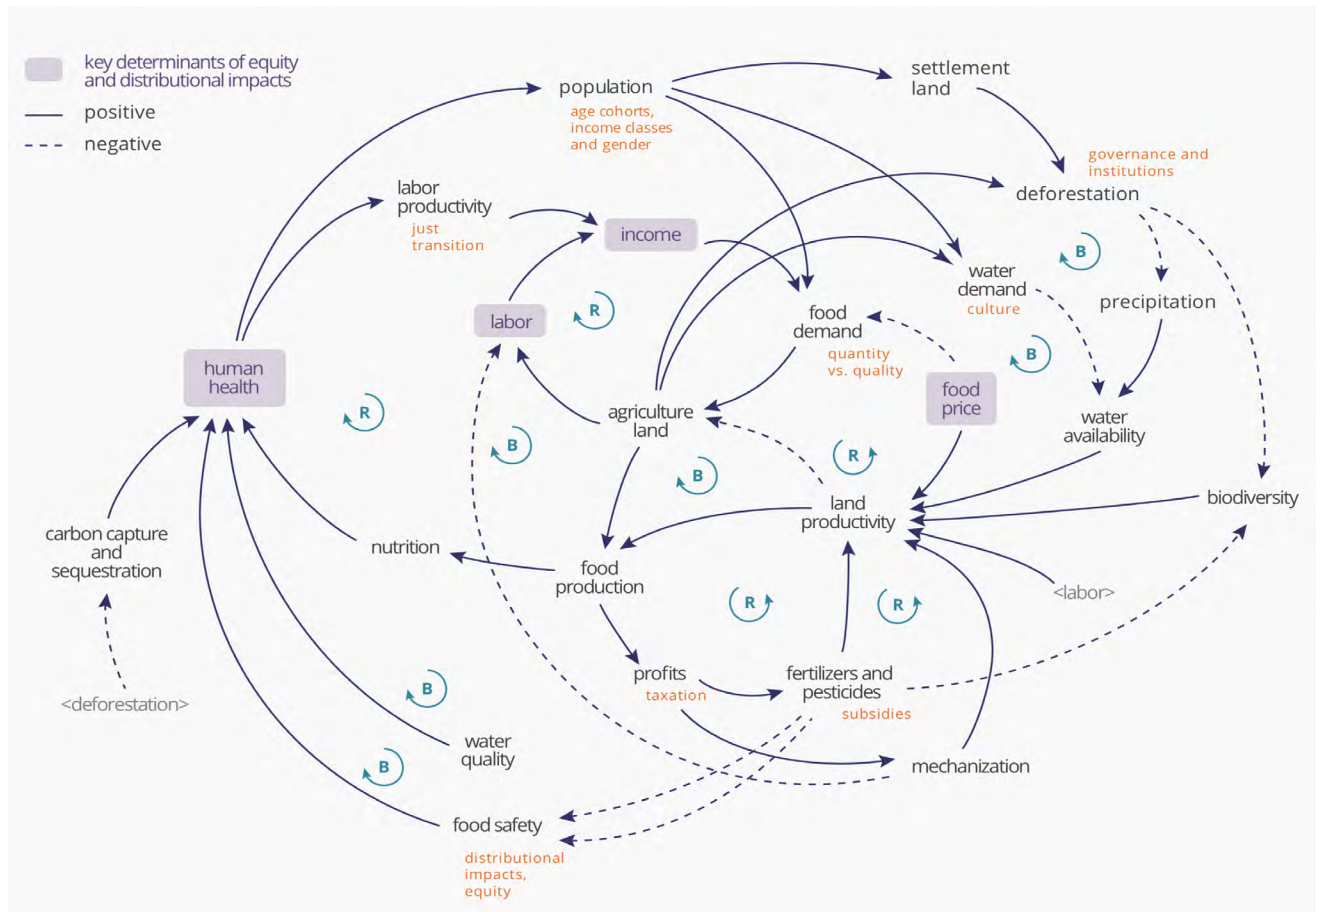 key determinants of equity
and distributional impacts
positive
negative
population
age cohorts,
income classes
and gender
settlement
land
governance and
institutions
deforestation
labor
productivity
just
transition
income
B
water
demand
culture
precipitation
labor
R
food
demand
quantity
vs. quality
B
human
health
food
price
R
agriculture
land
water
availability
B
B
R
land
productivity
biodiversity
carbon capture
and
sequestration
nutrition
food
production
<labor>
R
R
<deforestation>
profits
taxation
fertilizers and
pesticides
subsidies
B
water
quality
B
mechanization
food safety
distributional
impacts,
equity